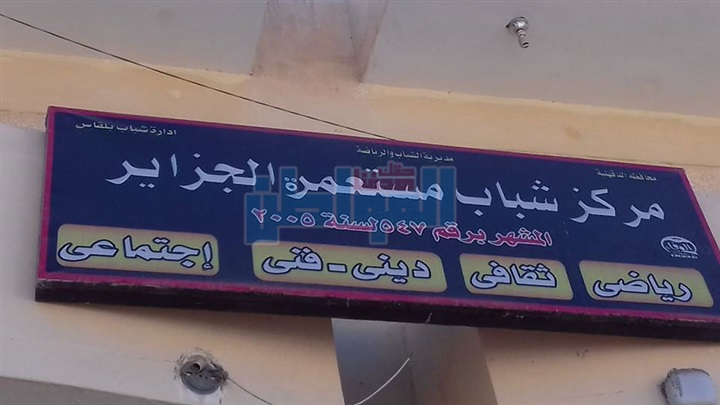 محافظة الدقهلية مديرية الشباب والرياضة ادارة شباب بلقاس
مركز شباب مستعمرة الجزاير
المشهر برقم ٥٤٧ لسنة ٢٠٠٥
رياضى ثقافى دينى - فنى إجتماعى